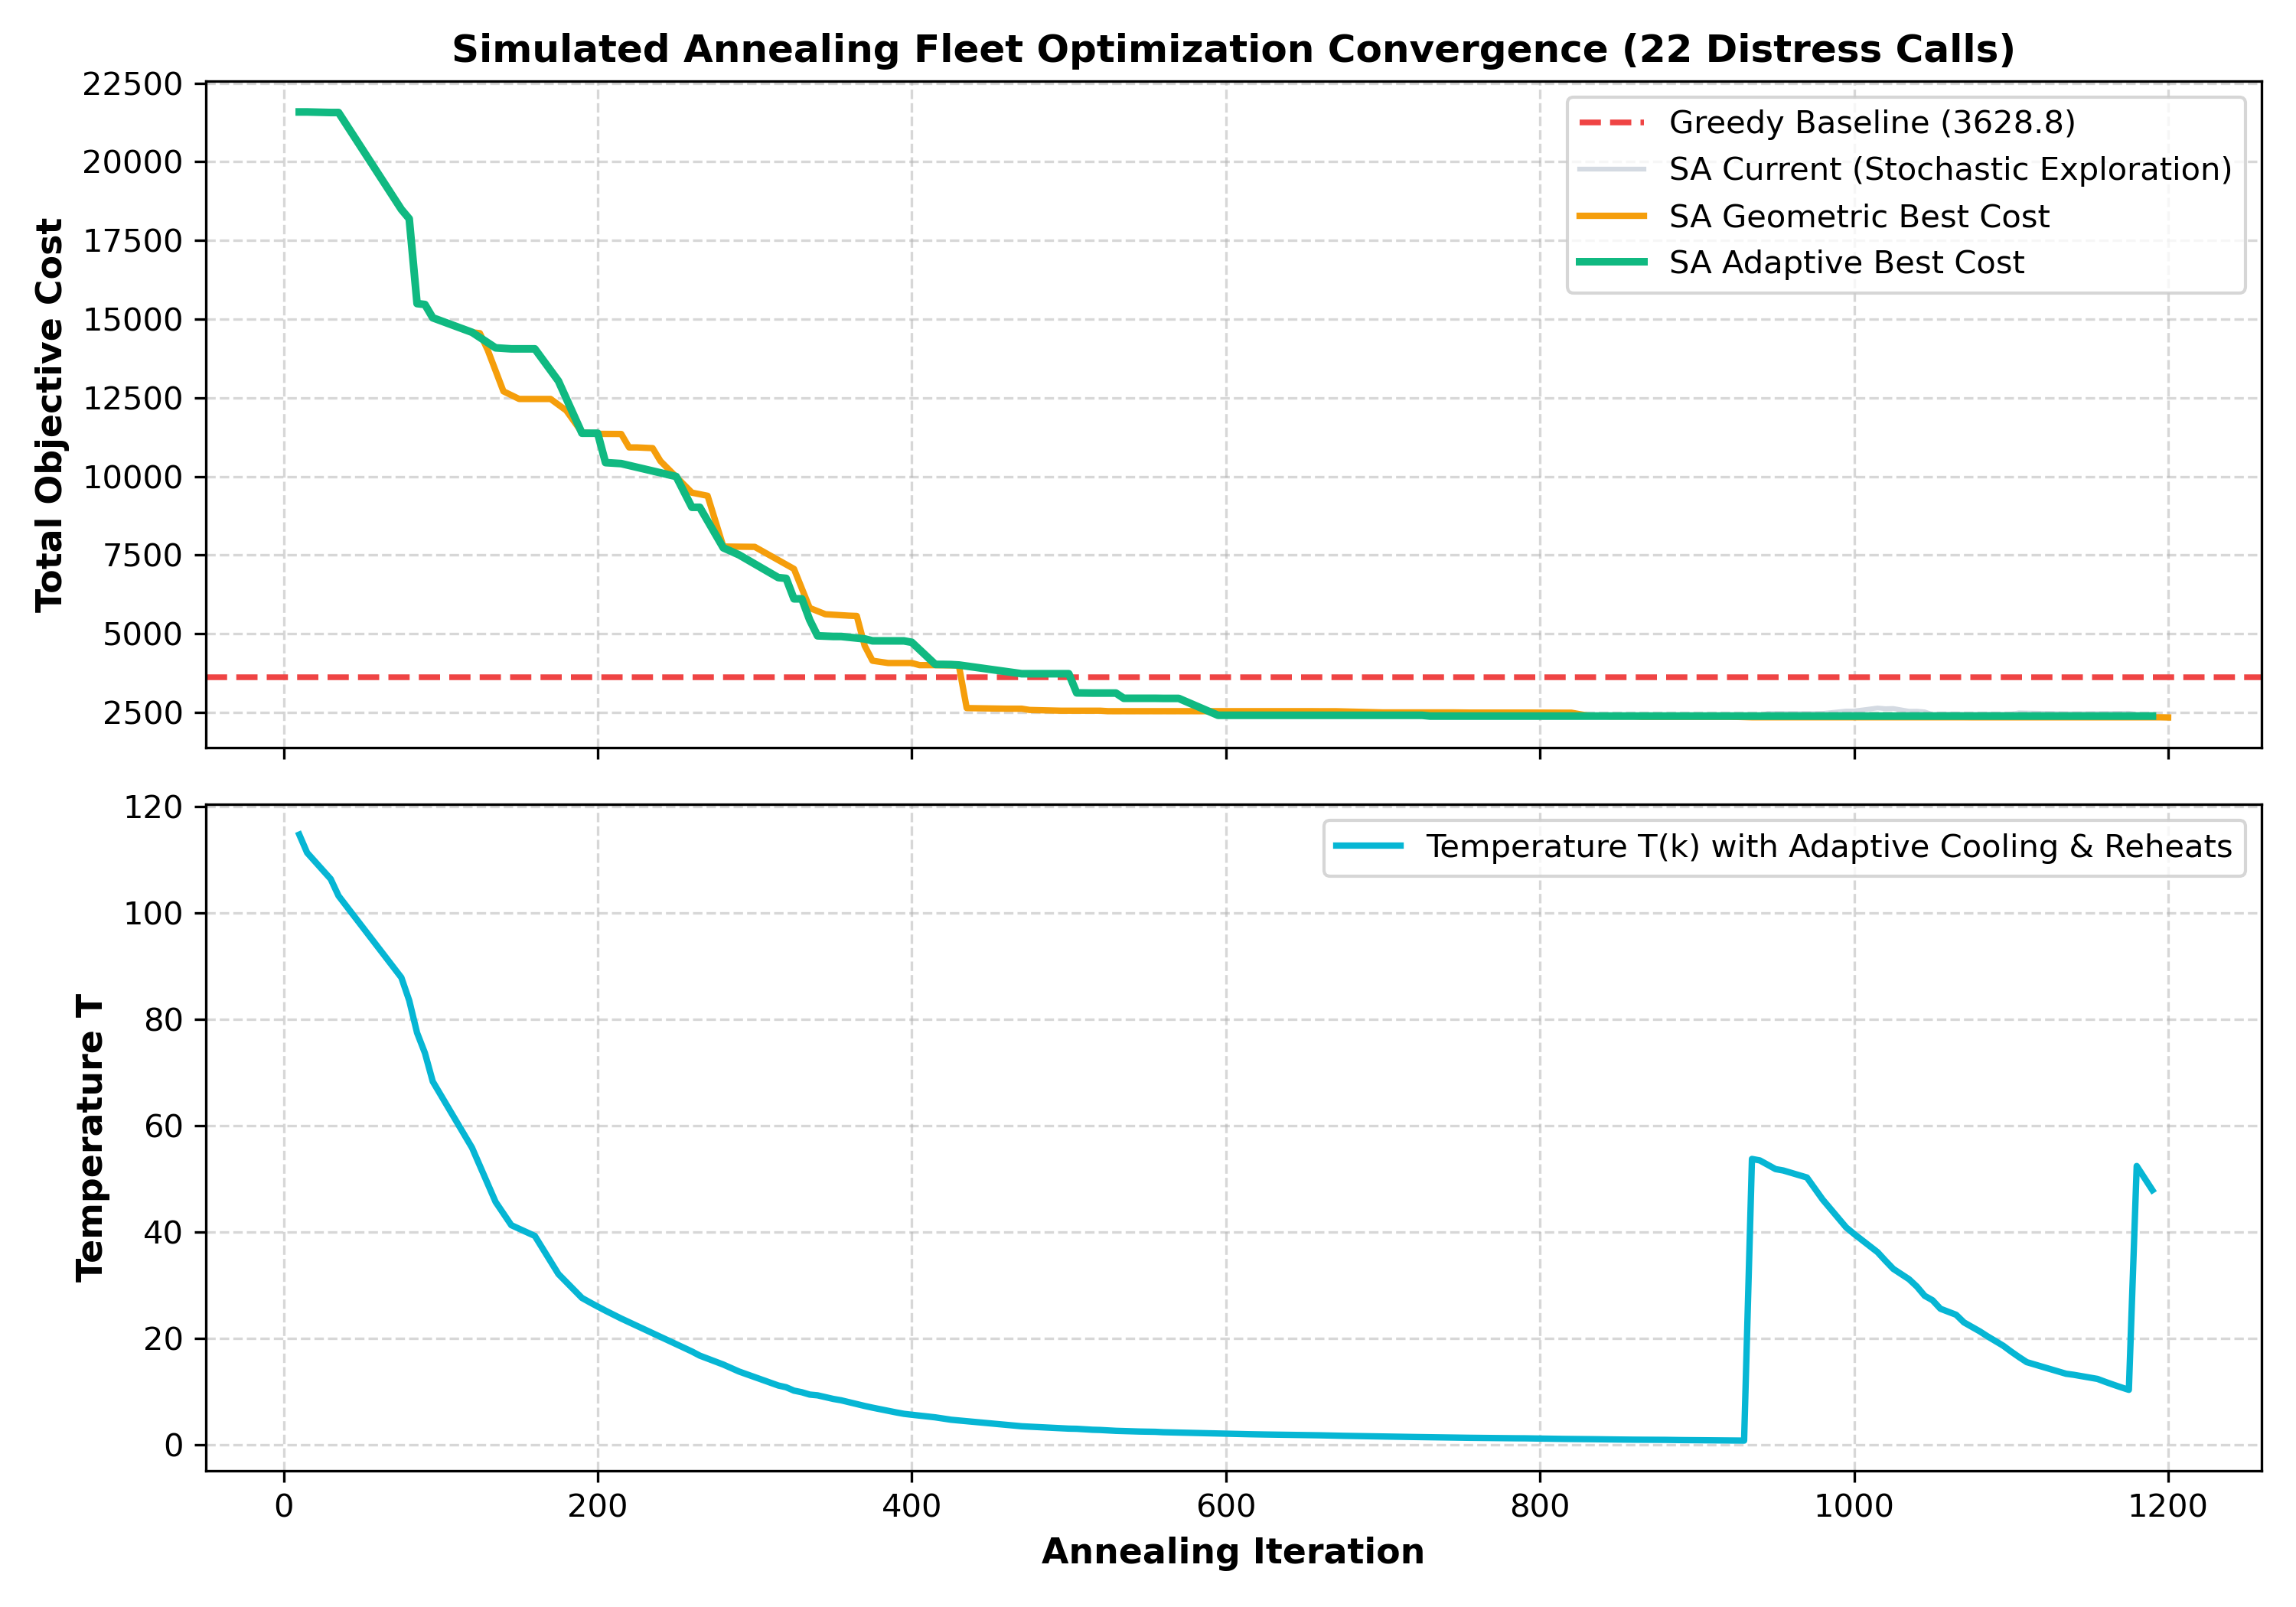 Simulated Annealing Fleet Optimization Convergence (22 Distress Calls)
Total Objective Cost
22500
20000
17500
15000
12500
10000
7500
5000
2500
Greedy Baseline (3628.8)
SA Current (Stochastic Exploration)
SA Geometric Best Cost
SA Adaptive Best Cost
Temperature T
120
100
80
60
40
20
0
Temperature T(k) with Adaptive Cooling & Reheats
0 200 400 600 800 1000 1200
Annealing Iteration